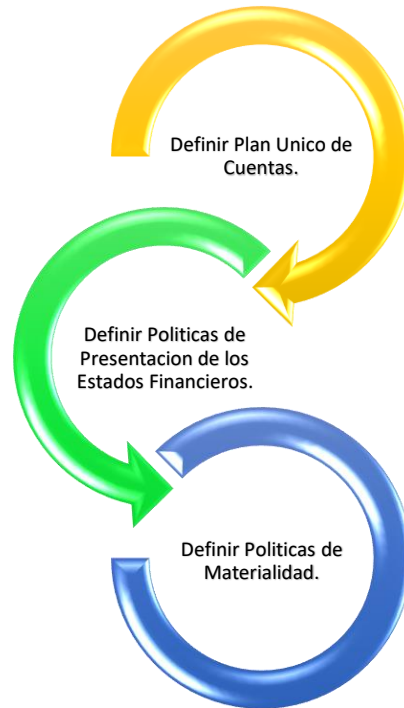 Definir Plan Unico de
Cuentas.
Definir Politicas de
Presentacion de los
Estados Financieros.
Definir Politicas de
Materialidad.